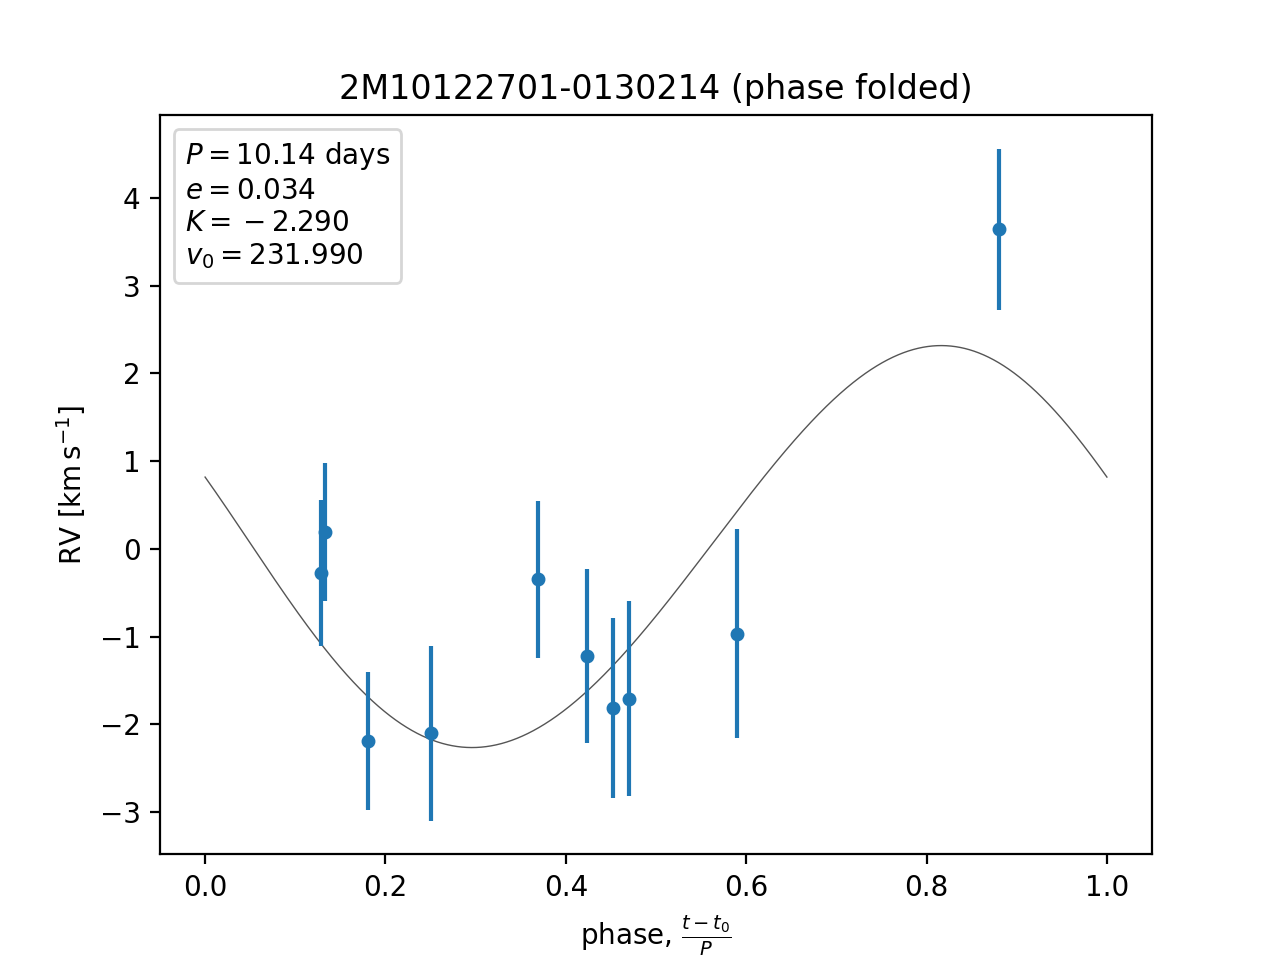 2M10122701-0130214 (phase folded)
P = 10.14 days
e = 0.034
K = −2.290
v₀ = 231.990
RV [km s⁻¹]
4
3
2
1
0
−1
−2
−3
0.0 0.2 0.4 0.6 0.8 1.0
phase, (t − t₀)/P